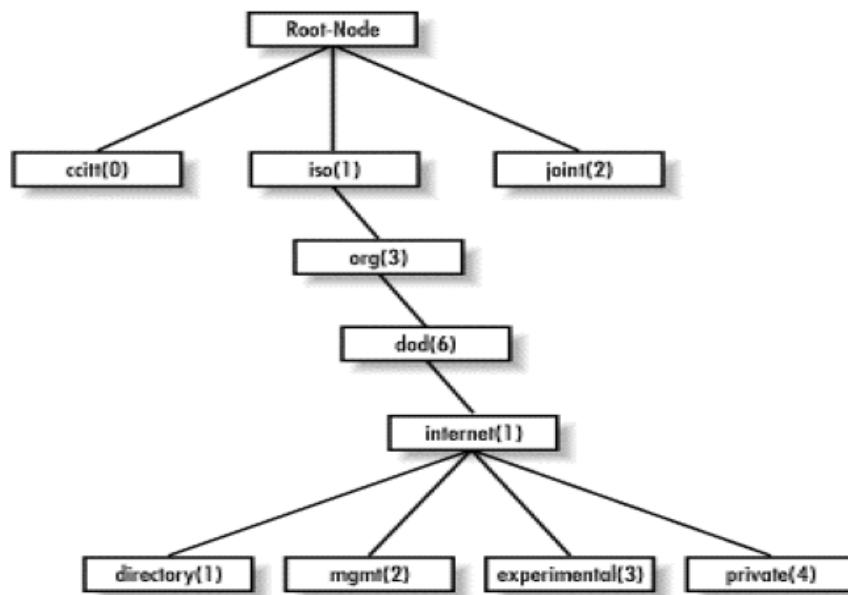 Root-Node
ccitt(0) iso(1) joint(2)
org(3)
dod(6)
internet(1)
directory(1) mgmt(2) experimental(3) private(4)